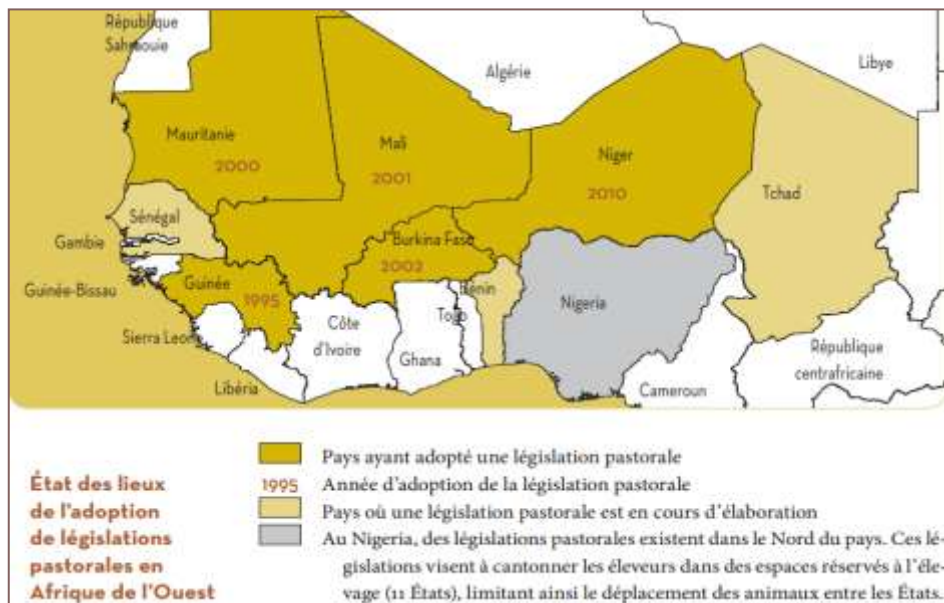 République
Sahraouie
Algérie
Libye
Mauritanie
2000
Mali
2001
Niger
2010
Tchad
Sénégal
Gambie
Burkina Faso
2002
Guinée
1995
Guinée-Bissau
Bénin
Togo
Nigeria
Sierra Leone
Côte
d'Ivoire
Ghana
Libéria
Cameroun
République
centrafricaine
État des lieux
de l'adoption
de législations
pastorales en
Afrique de l'Ouest
Pays ayant adopté une législation pastorale
1995 Année d'adoption de la législation pastorale
Pays où une législation pastorale est en cours d'élaboration
Au Nigeria, des législations pastorales existent dans le Nord du pays. Ces lé-
gislations visent à cantonner les éleveurs dans des espaces réservés à l'éle-
vage (11 États), limitant ainsi le déplacement des animaux entre les États.